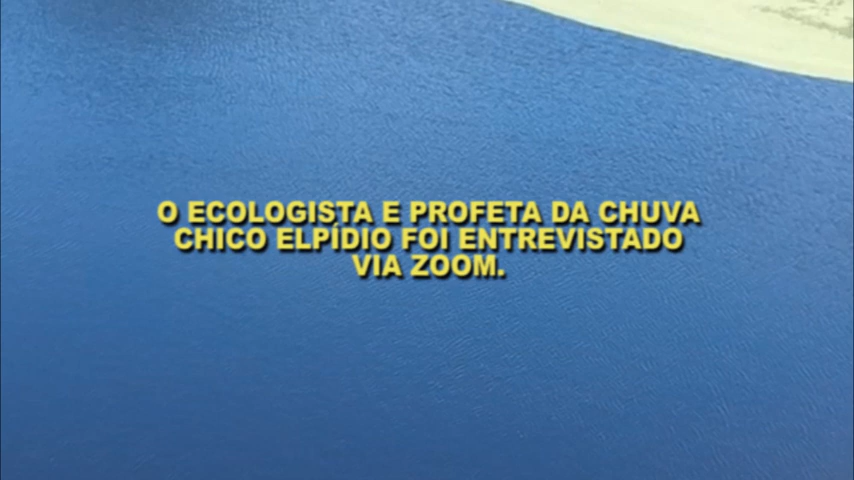 O ECOLOGISTA E PROFETA DA CHUVA
CHICO ELPÍDIO FOI ENTREVISTADO
VIA ZOOM.